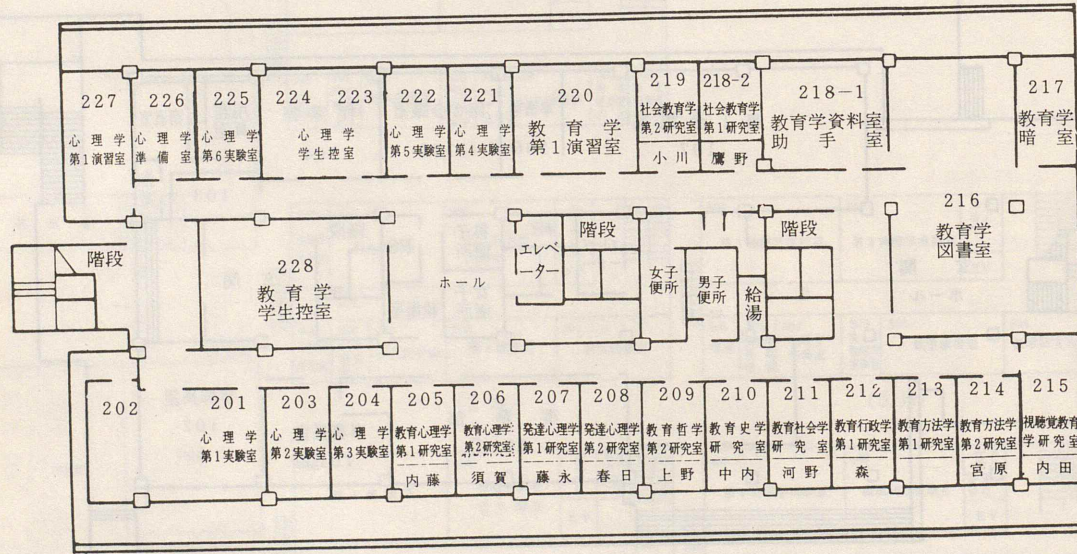 227
心理学
第1演習室
226
心理学
準備室
225
心理学
第6実験室
224
223
心理学
学生控室
222
心理学
第5実験室
221
心理学
第4実験室
220
教育学
第1演習室
219
社会教育学
第2研究室
小川
218-2
社会教育学
第1研究室
鷹野
218-1
教育学資料室
助手室
217
教育学
暗室
216
教育学
図書室
階段
228
教育学
学生控室
ホール
エレベ
ーター
階段
女子
便所
男子
便所
給湯
階段
202
201
心理学
第1実験室
203
心理学
第2実験室
204
心理学
第3実験室
205
教育心理学
第1研究室
内藤
206
教育心理学
第2研究室
須賀
207
発達心理学
第1研究室
藤永
208
発達心理学
第2研究室
春日
209
教育哲学
第2研究室
上野
210
教育史学
研究室
中内
211
教育社会学
研究室
河野
212
教育行政学
第1研究室
森
213
教育方法学
第1研究室
214
教育方法学
第2研究室
宮原
215
視聴覚教育
学研究室
内田